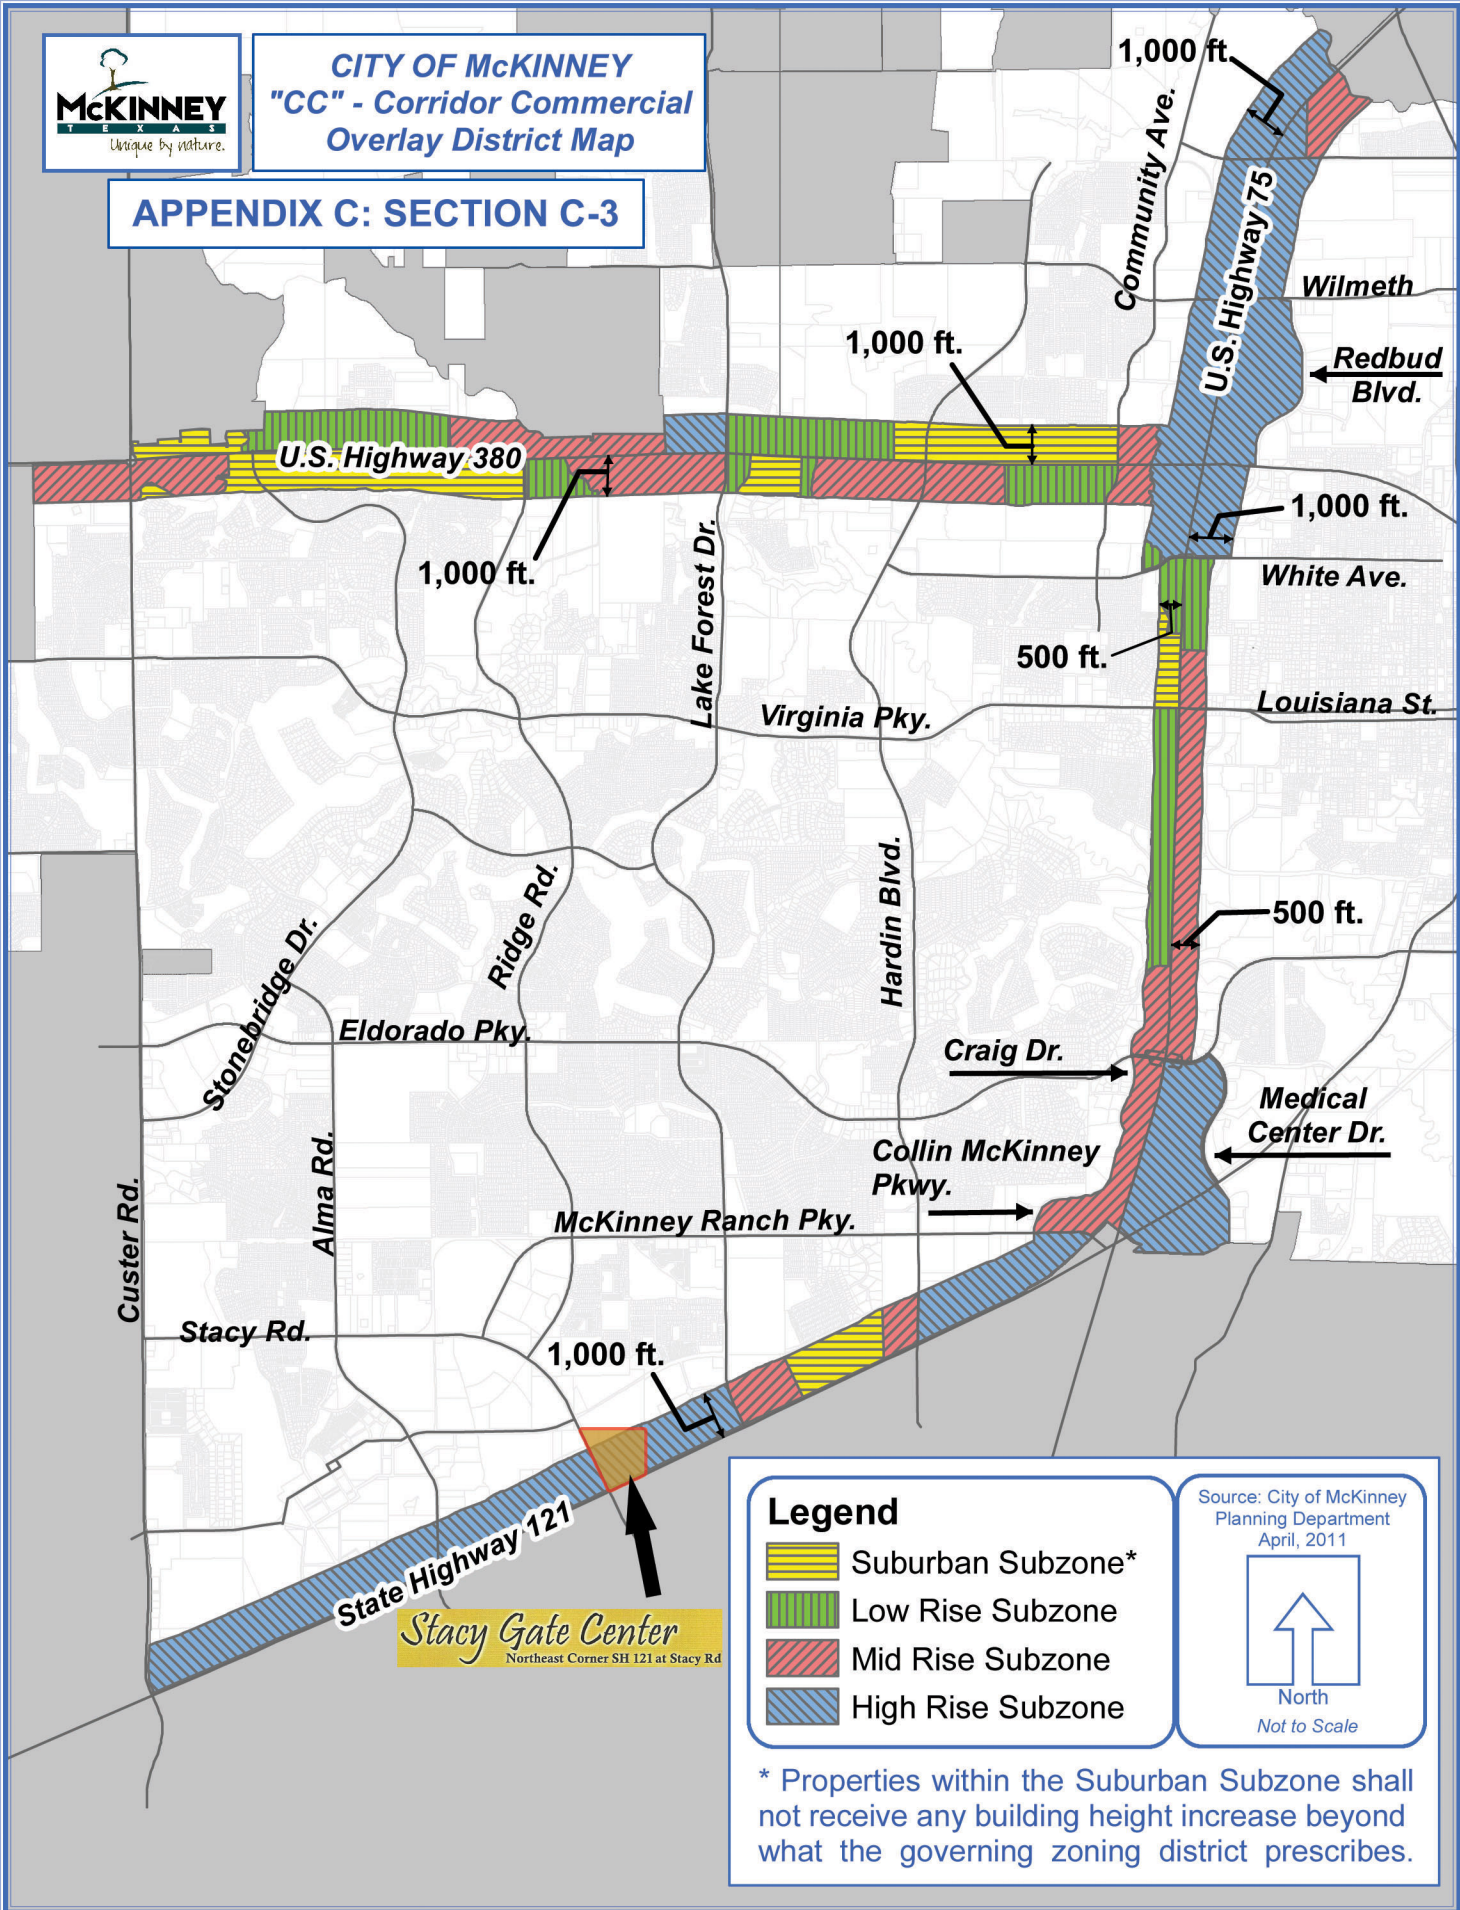 McKINNEY
TEXAS
Unique by nature.
CITY OF McKINNEY
"CC" - Corridor Commercial
Overlay District Map
APPENDIX C: SECTION C-3
1,000 ft.
Community Ave.
U.S. Highway 75
Wilmeth
1,000 ft.
Redbud
Blvd.
U.S. Highway 380
1,000 ft.
1,000 ft.
White Ave.
Lake Forest Dr.
500 ft.
Virginia Pky.
Louisiana St.
Hardin Blvd.
Ridge Rd.
500 ft.
Stonebridge Dr.
Eldorado Pky.
Craig Dr.
Medical
Center Dr.
Alma Rd.
Collin McKinney
Pkwy.
Custer Rd.
McKinney Ranch Pky.
Stacy Rd.
1,000 ft.
State Highway 121
Stacy Gate Center
Northeast Corner SH 121 at Stacy Rd
Legend
Suburban Subzone*
Low Rise Subzone
Mid Rise Subzone
High Rise Subzone
Source: City of McKinney
Planning Department
April, 2011
North
Not to Scale
* Properties within the Suburban Subzone shall
not receive any building height increase beyond
what the governing zoning district prescribes.